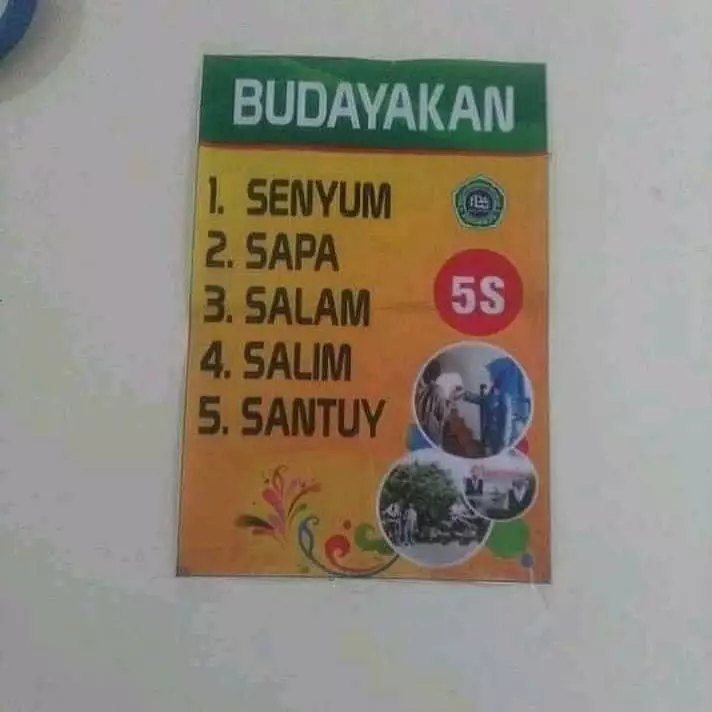 BUDAYAKAN
1. SENYUM
2. SAPA
3. SALAM
4. SALIM
5. SANTUY
5S